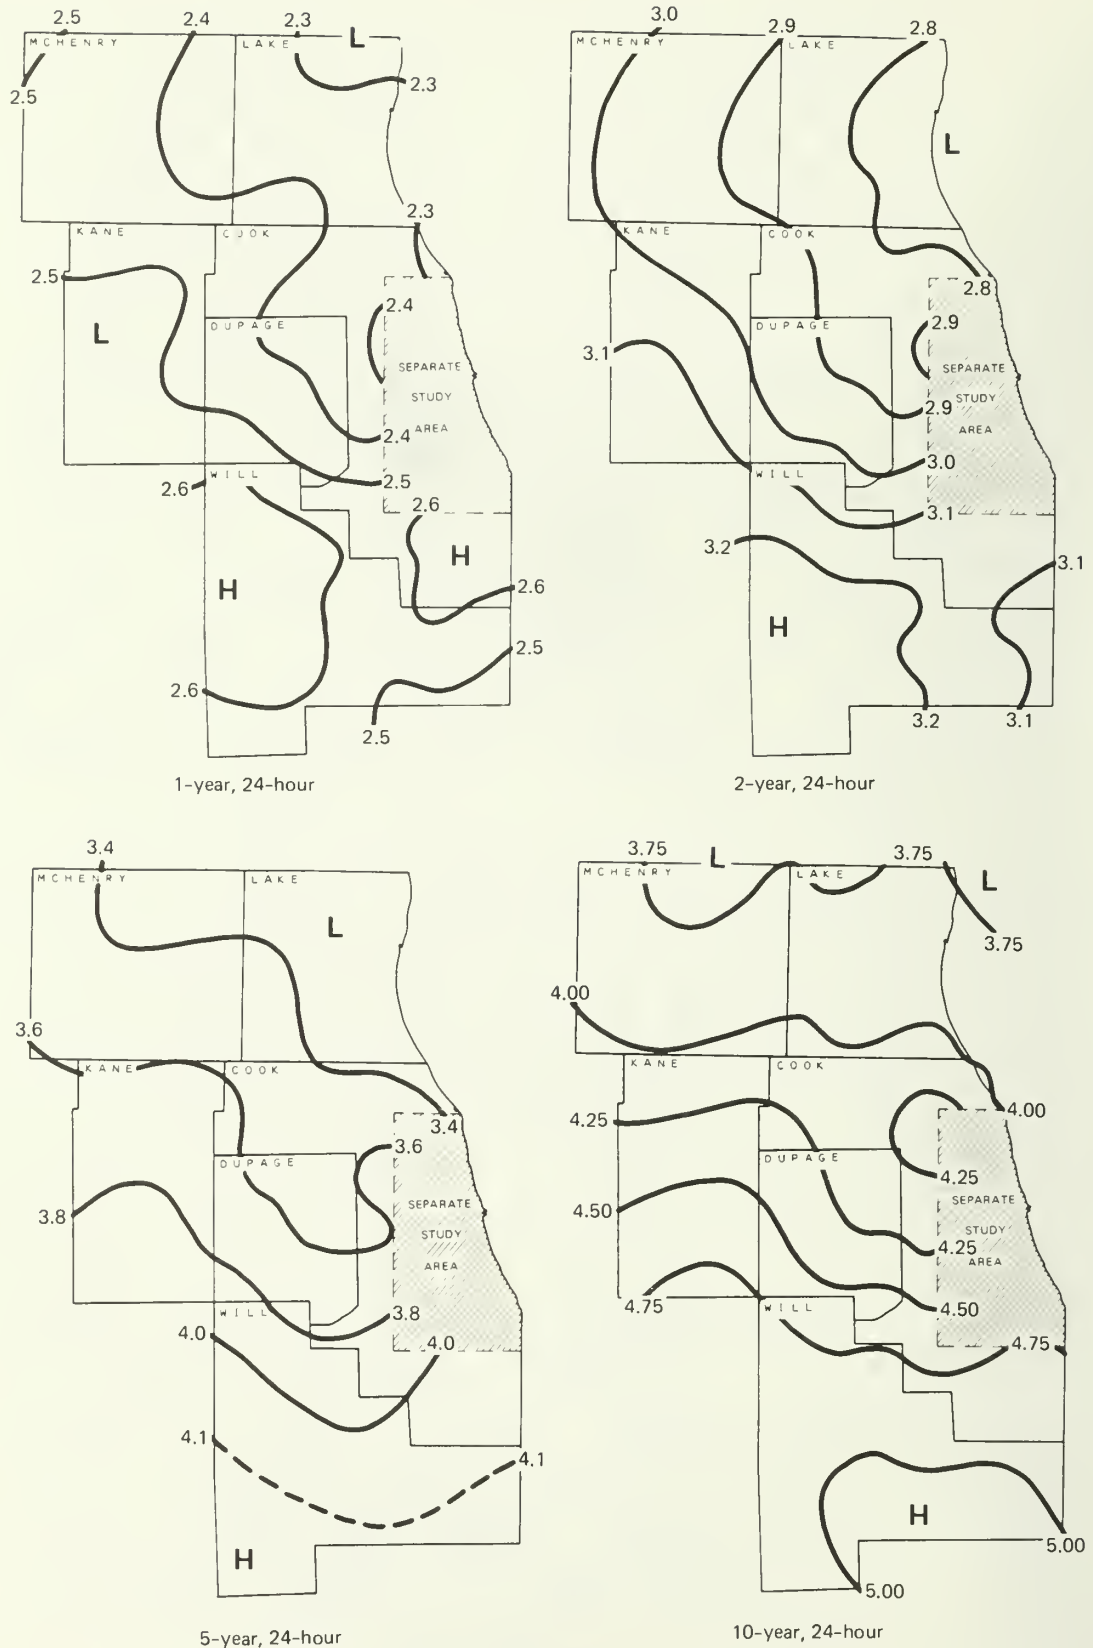 2.5 2.4 2.3 L
MCHENRY LAKE
2.5 2.3
2.3
KANE COOK
2.5
L
2.4
DUPAGE
SEPARATE
STUDY
AREA
2.4
2.5
WILL
2.6 2.6
H H
2.6
2.5
2.6
2.5
1-year, 24-hour
3.0 2.9 2.8
MCHENRY LAKE
L
KANE COOK
2.8
2.9
DUPAGE
3.1
SEPARATE
STUDY
AREA
2.9
3.0
WILL
3.1
3.2 3.1
H
3.2 3.1
2-year, 24-hour
3.4
MCHENRY LAKE
L
3.6
KANE COOK
3.4
3.6
DUPAGE
3.8
SEPARATE
STUDY
AREA
3.8
WILL
4.0 4.0
4.1 4.1
H
5-year, 24-hour
3.75 L 3.75
MCHENRY LAKE L
3.75
4.00
KANE COOK
4.25 4.00
DUPAGE
4.25
4.50
SEPARATE
STUDY
AREA
4.25
4.75 WILL 4.50
4.75
H
5.00
5.00
10-year, 24-hour